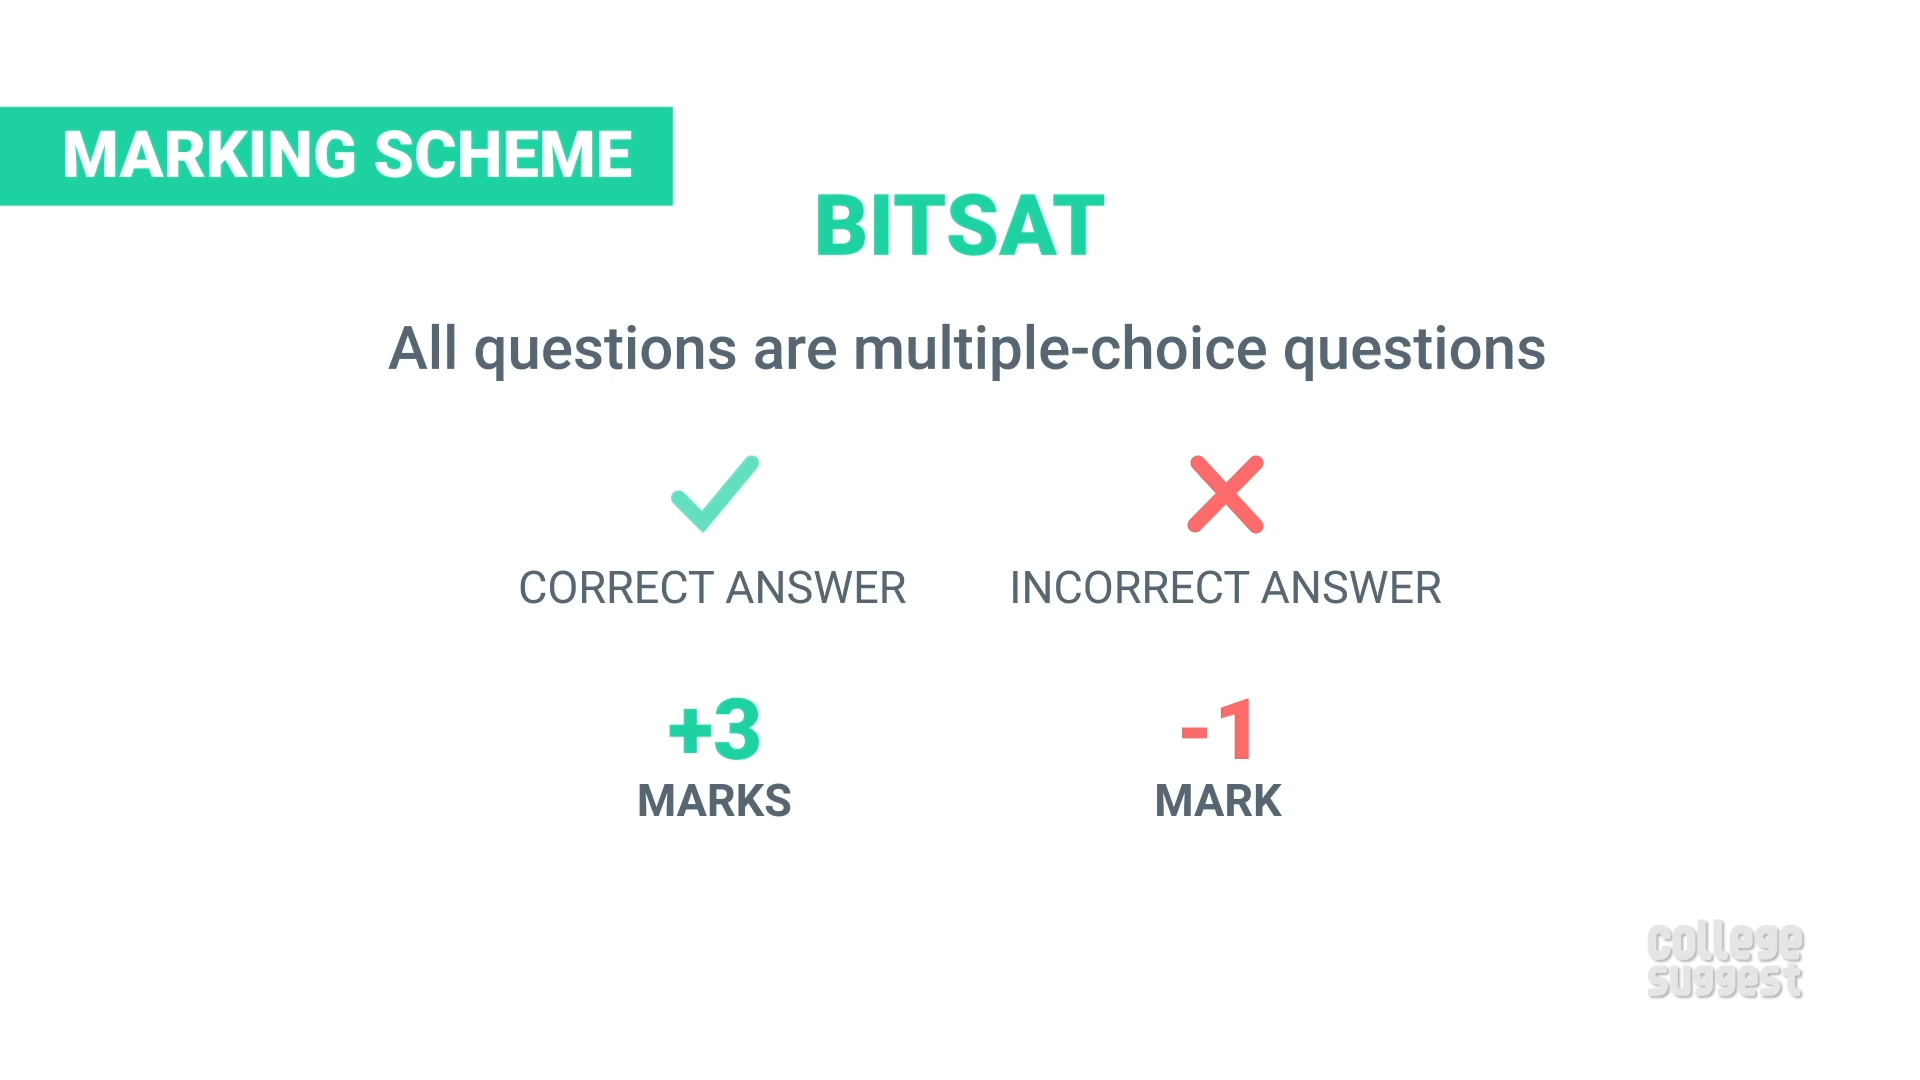 MARKING SCHEME
BITSAT
All questions are multiple-choice questions
CORRECT ANSWER
INCORRECT ANSWER
+3
MARKS
-1
MARK
college
suggest